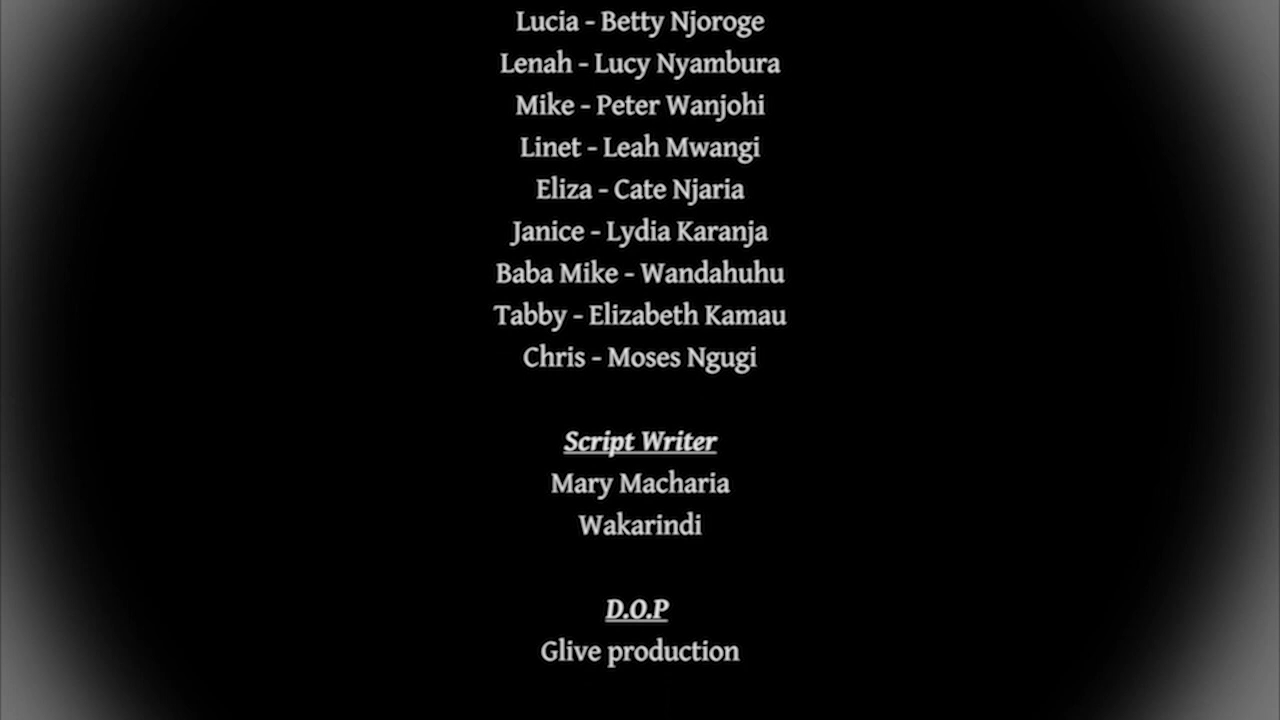 Lucia - Betty Njoroge
Lenah - Lucy Nyambura
Mike - Peter Wanjohi
Linet - Leah Mwangi
Eliza - Cate Njaria
Janice - Lydia Karanja
Baba Mike - Wandahuhu
Tabby - Elizabeth Kamau
Chris - Moses Ngugi
Script Writer
Mary Macharia
Wakarindi
D.O.P
Glive production